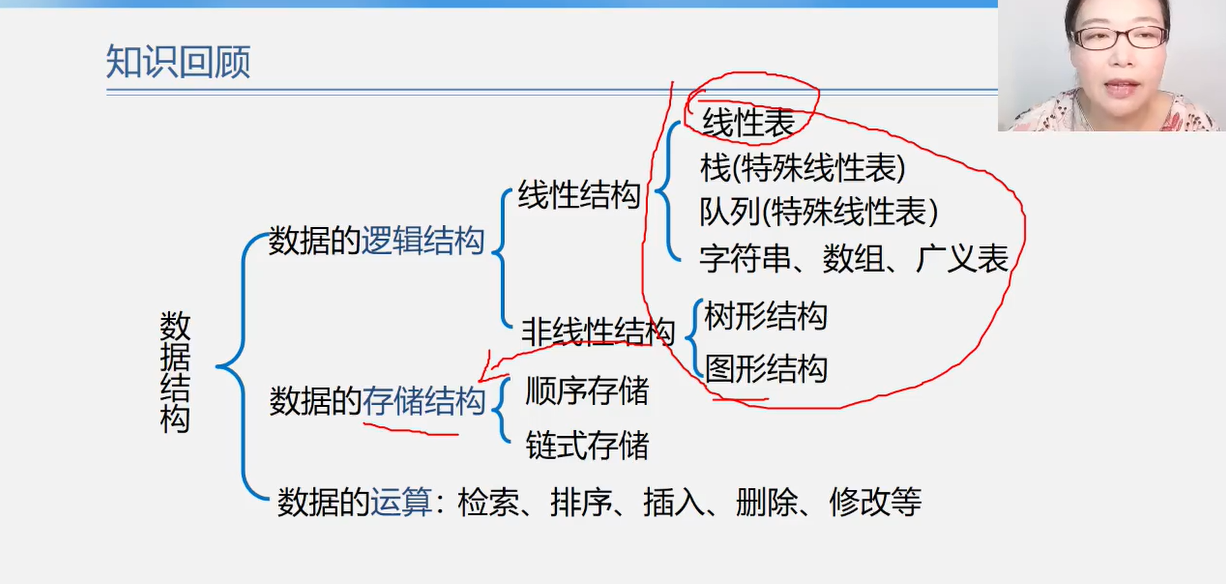 知识回顾
数据结构
数据的逻辑结构
线性结构
线性表
栈(特殊线性表)
队列(特殊线性表)
字符串、数组、广义表
非线性结构
树形结构
图形结构
数据的存储结构
顺序存储
链式存储
数据的运算：检索、排序、插入、删除、修改等